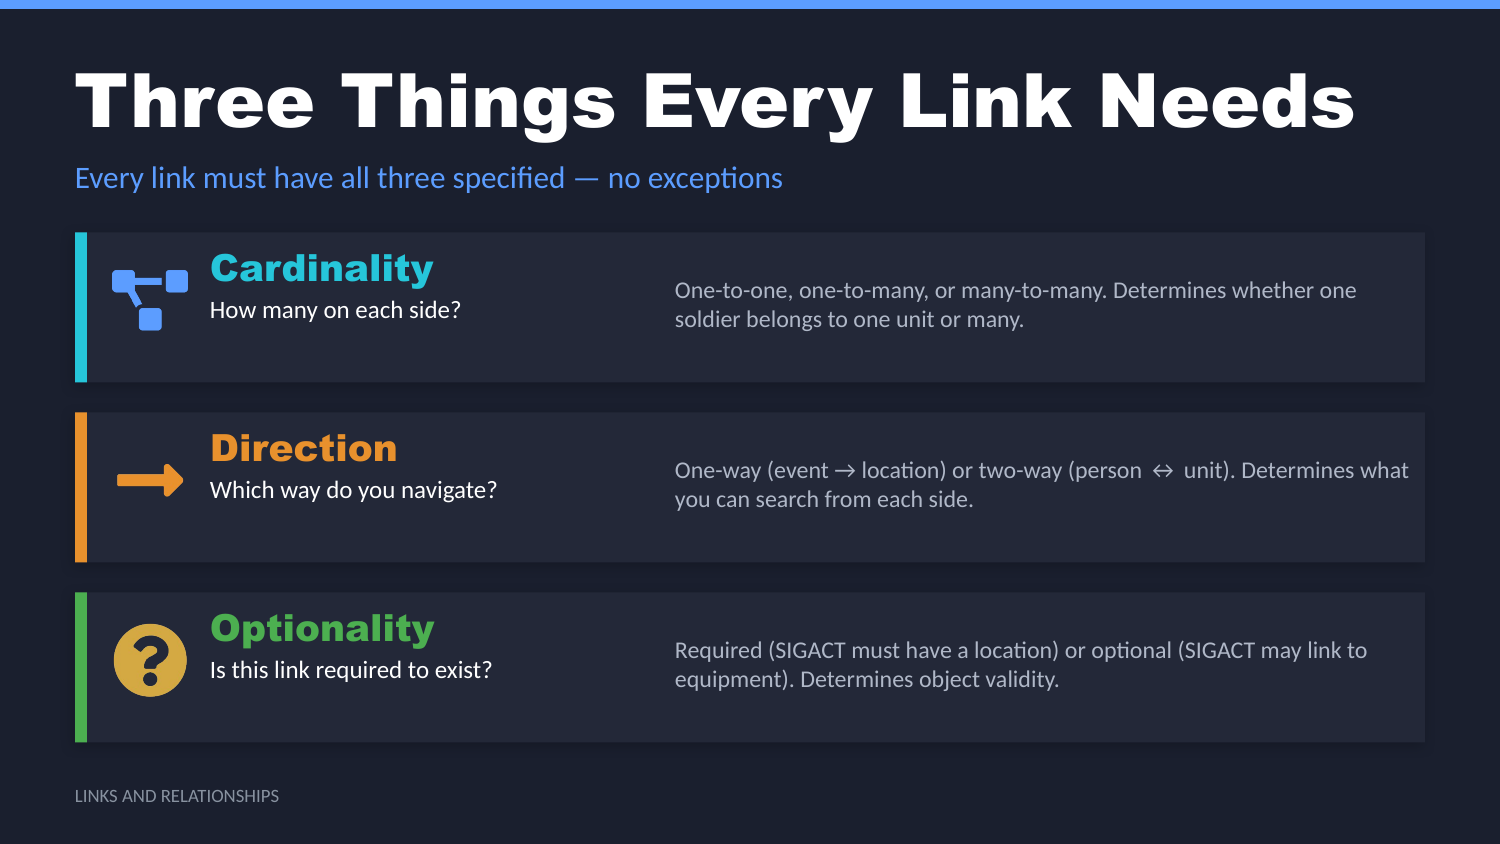 Three Things Every Link Needs
Every link must have all three specified — no exceptions
Cardinality
How many on each side?
One-to-one, one-to-many, or many-to-many. Determines whether one
soldier belongs to one unit or many.
Direction
Which way do you navigate?
One-way (event → location) or two-way (person ↔ unit). Determines what
you can search from each side.
Optionality
Is this link required to exist?
Required (SIGACT must have a location) or optional (SIGACT may link to
equipment). Determines object validity.
LINKS AND RELATIONSHIPS